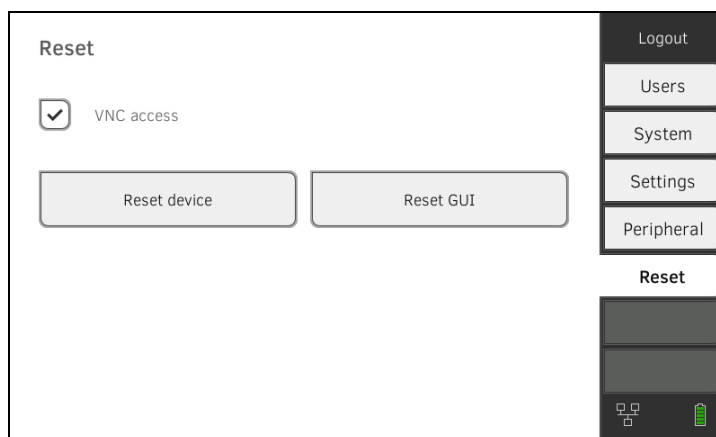 Reset
VNC access
Reset device
Reset GUI
Logout
Users
System
Settings
Peripheral
Reset